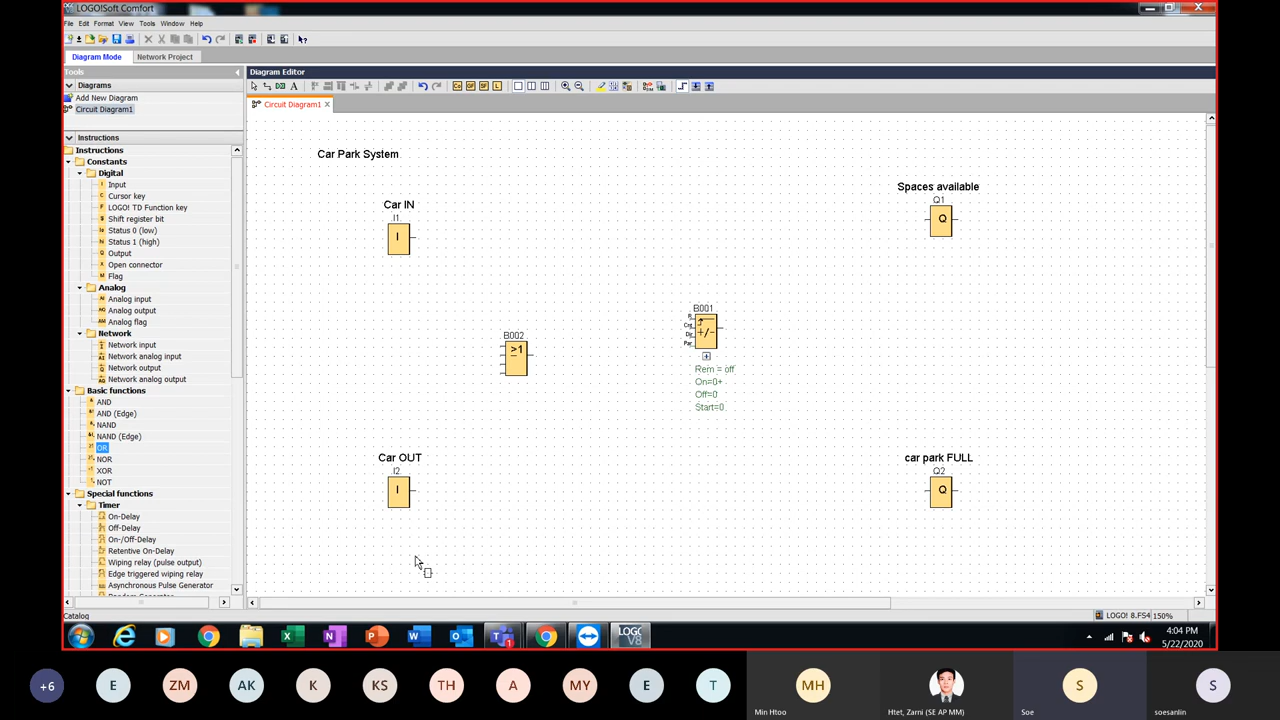 LOGO!Soft Comfort
File Edit Format View Tools Window Help
Diagram Mode Network Project
Tools
Diagrams
Add New Diagram
Circuit Diagram1
Instructions
Instructions
Constants
Digital
Input
Cursor key
LOGO! TD Function key
Shift register bit
Status 0 (low)
Status 1 (high)
Output
Open connector
Flag
Analog
Analog input
Analog output
Analog flag
Network
Network input
Network analog input
Network output
Network analog output
Basic functions
AND
AND (Edge)
NAND
NAND (Edge)
OR
NOR
XOR
NOT
Special functions
Timer
On-Delay
Off-Delay
On-/Off-Delay
Retentive On-Delay
Wiping relay (pulse output)
Edge triggered wiping relay
Asynchronous Pulse Generator
Catalog
Diagram Editor
Circuit Diagram1
Car Park System
Car IN
I1
I
Spaces available
Q1
Q
B002
>1
B001
R
Cnt
Dir
Par
+/-
Rem = off
On=0+
Off=0
Start=0
Car OUT
I2
I
car park FULL
Q2
Q
LOGO! 8.FS4 150%
4:04 PM
5/22/2020
+6 E ZM AK K KS TH A MY E T MH S S
Min Htoo Htet, Zarni (SE AP MM) Soe soesanlin